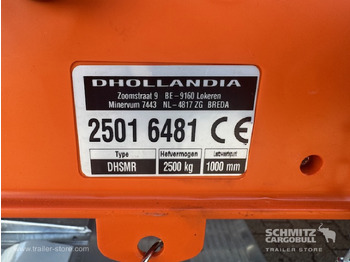 DHOLLANDIA
Zoomstraat 9 BE-9160 Lokeren
Minervum 7443 NL-4817 ZG BREDA
2501 6481 CE
Type Hefvermogen
DHSMR 2500 kg 1000 mm
SCHMITZ
CARGOBULL
TRAILER STORE
www.trailer-store.com